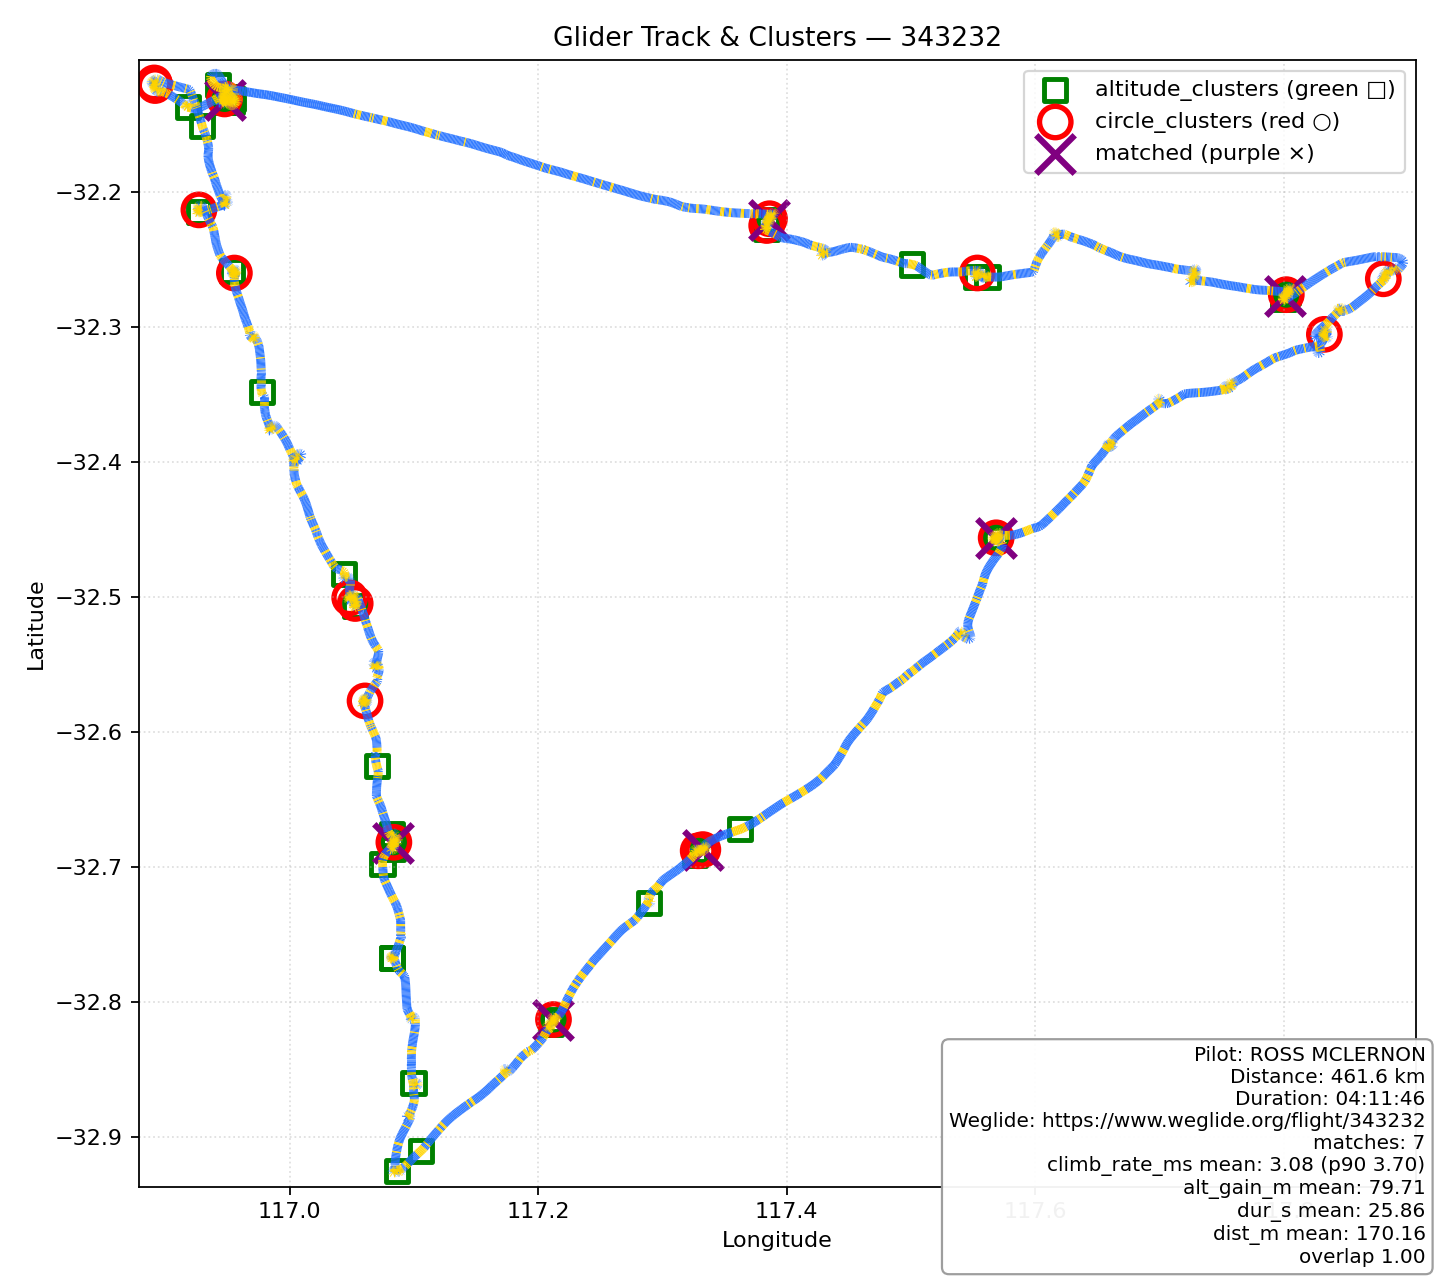 Glider Track & Clusters — 343232
altitude_clusters (green □)
circle_clusters (red ○)
matched (purple ×)
Latitude
−32.2
−32.3
−32.4
−32.5
−32.6
−32.7
−32.8
−32.9
117.0
117.2
117.4
117.6
Longitude
Pilot: ROSS MCLERNON
Distance: 461.6 km
Duration: 04:11:46
Weglide: https://www.weglide.org/flight/343232
matches: 7
climb_rate_ms mean: 3.08 (p90 3.70)
alt_gain_m mean: 79.71
dur_s mean: 25.86
dist_m mean: 170.16
overlap 1.00